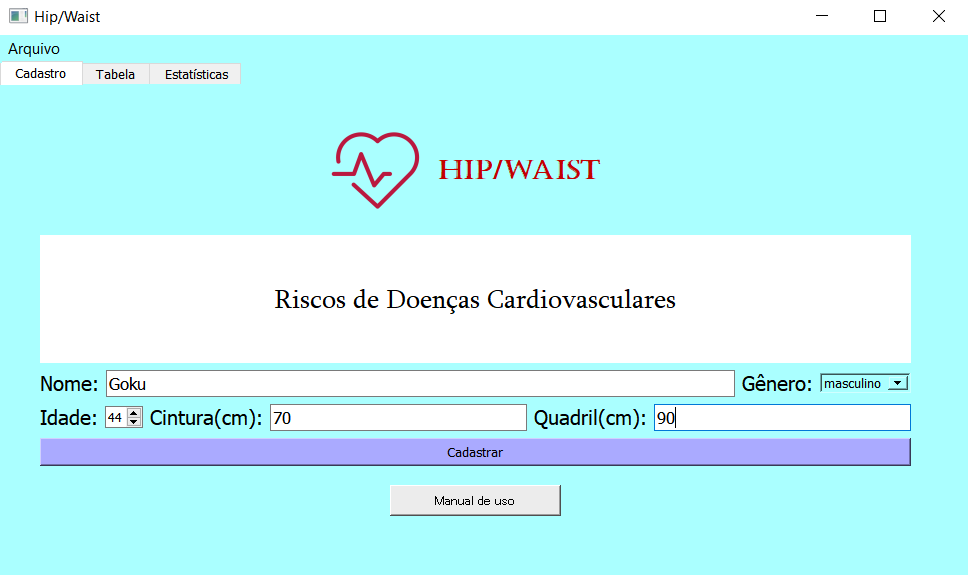 Hip/Waist
Arquivo
Cadastro Tabela Estatísticas
HIP/WAIST
Riscos de Doenças Cardiovasculares
Nome: Goku Gênero: masculino
Idade: 44 Cintura(cm): 70 Quadril(cm): 90
Cadastrar
Manual de uso